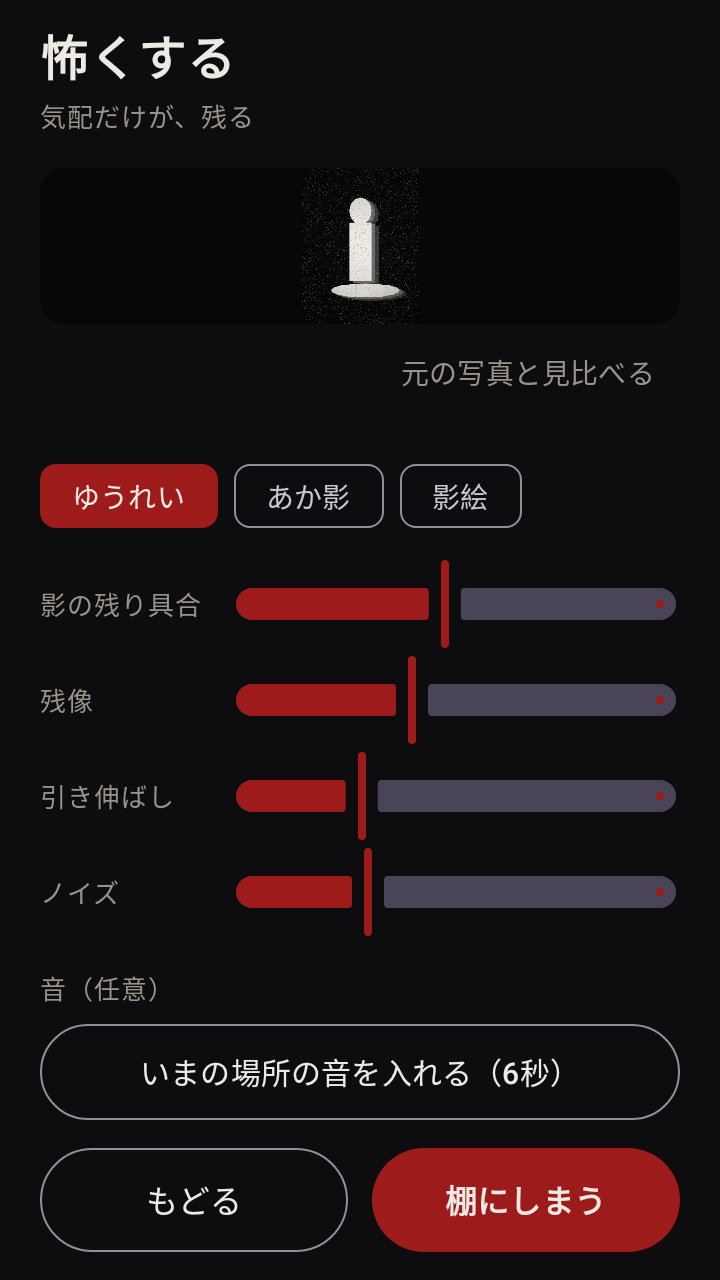 怖くする
気配だけが、残る
元の写真と見比べる
ゆうれい
あか影
影絵
影の残り具合
残像
引き伸ばし
ノイズ
音（任意）
いまの場所の音を入れる（6秒）
もどる
棚にしまう